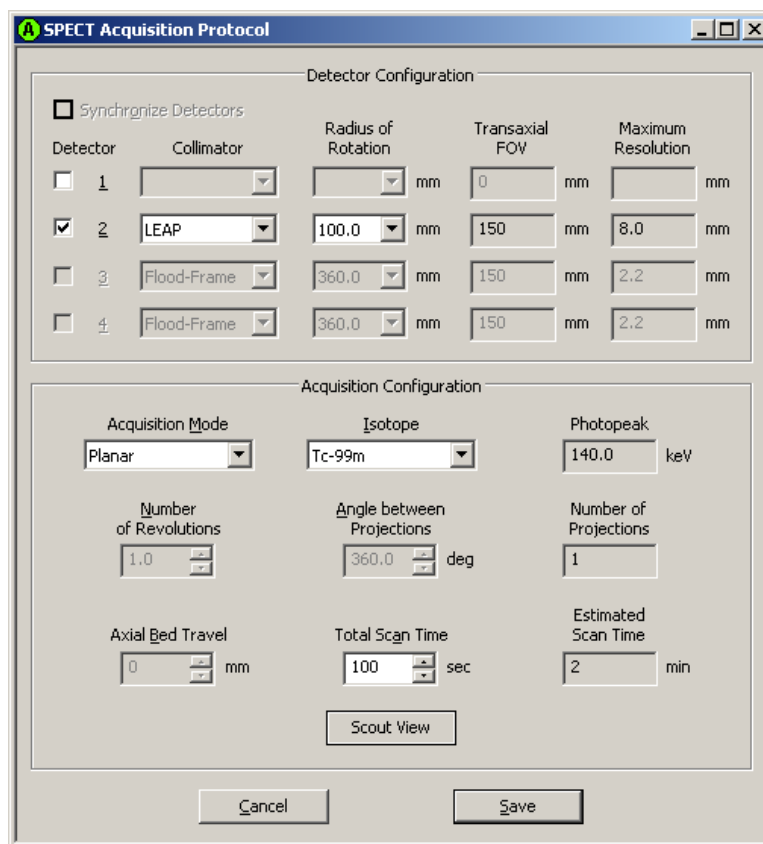 SPECT Acquisition Protocol
Detector Configuration
Synchronize Detectors
Detector Collimator Radius of Rotation Transaxial FOV Maximum Resolution
1 mm 0 mm mm
2 LEAP 100.0 mm 150 mm 8.0 mm
3 Flood-Frame 360.0 mm 150 mm 2.2 mm
4 Flood-Frame 360.0 mm 150 mm 2.2 mm
Acquisition Configuration
Acquisition Mode Isotope Photopeak
Planar Tc-99m 140.0 keV
Number of Revolutions Angle between Projections Number of Projections
1.0 360.0 deg 1
Axial Bed Travel Total Scan Time Estimated Scan Time
0 mm 100 sec 2 min
Scout View
Cancel Save